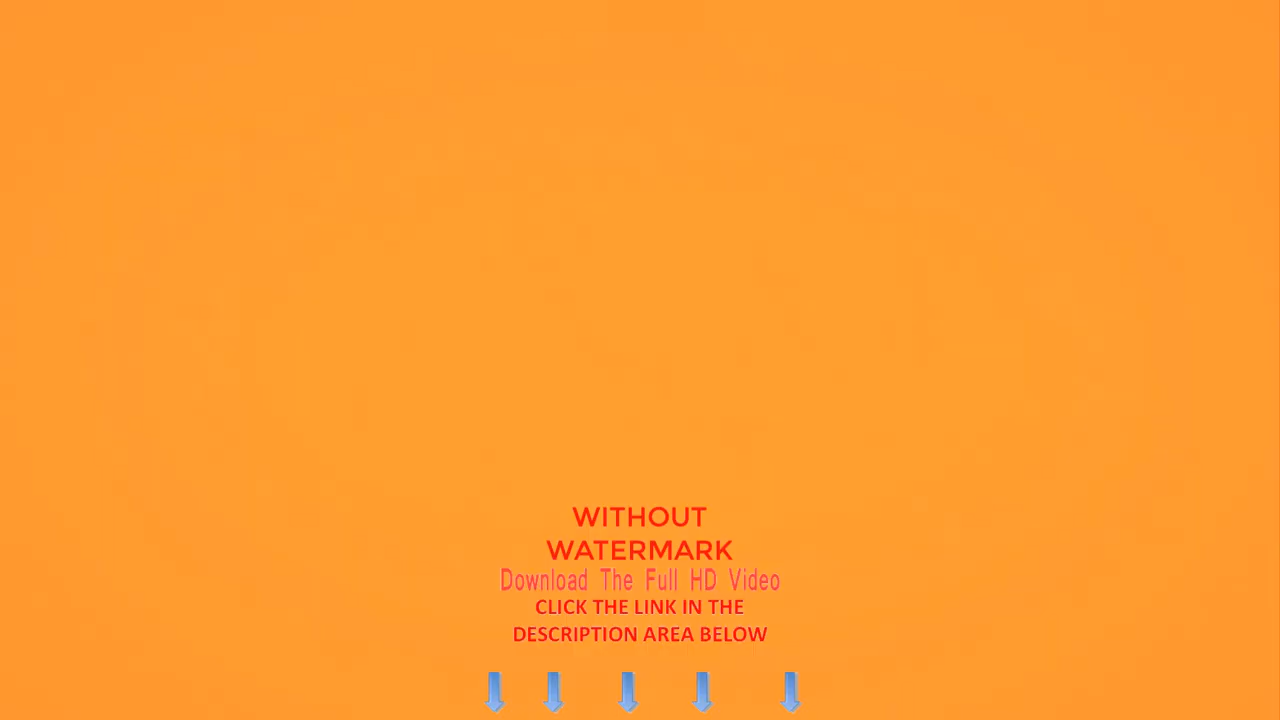 WITHOUT
WATERMARK
Download The Full HD Video
CLICK THE LINK IN THE
DESCRIPTION AREA BELOW